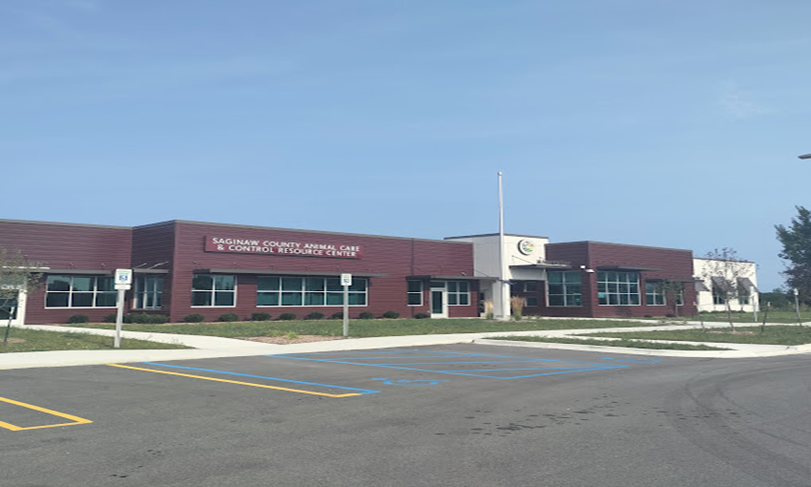 SAGINAW COUNTY ANIMAL CARE
& CONTROL RESOURCE CENTER